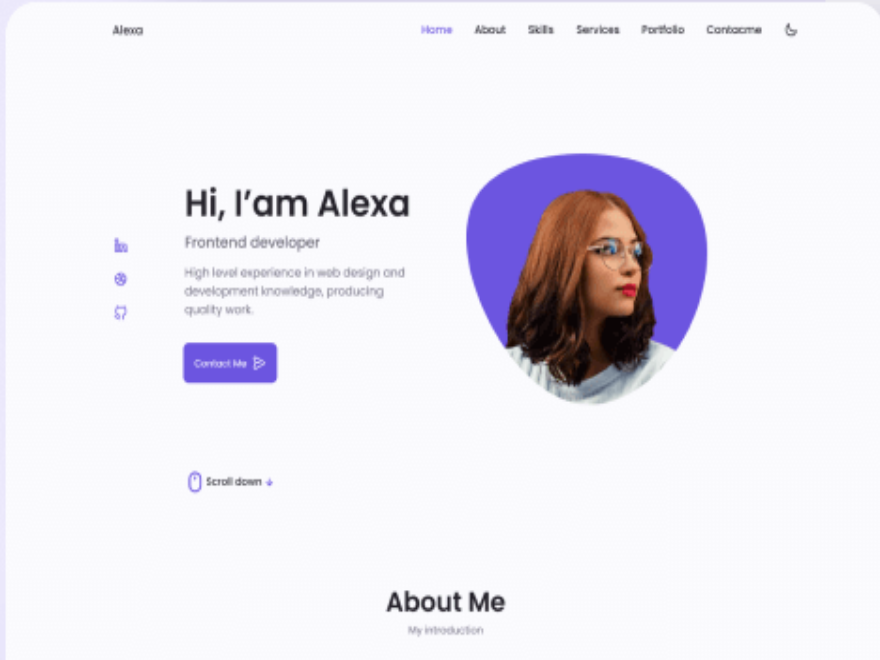 Alexa
Home About Skills Services Portfolio Contacme
Hi, I'am Alexa
Frontend developer
High level experience in web design and
development knowledge, producing
quality work.
Contact Me
Scroll down
About Me
My introduction